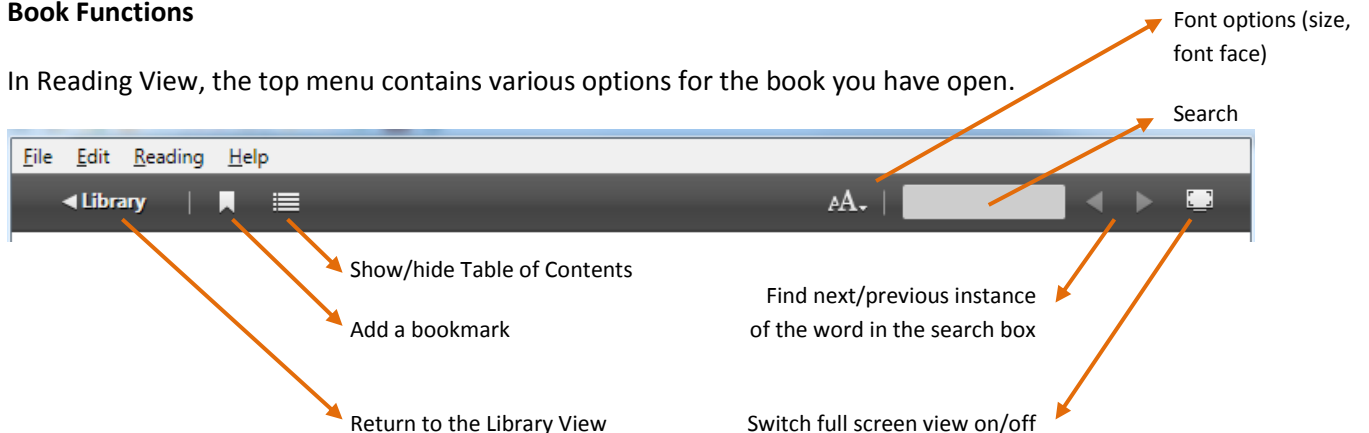 Book Functions
Font options (size,
font face)
In Reading View, the top menu contains various options for the book you have open.
Search
File Edit Reading Help
Library AA
Show/hide Table of Contents
Find next/previous instance
of the word in the search box
Add a bookmark
Return to the Library View
Switch full screen view on/off